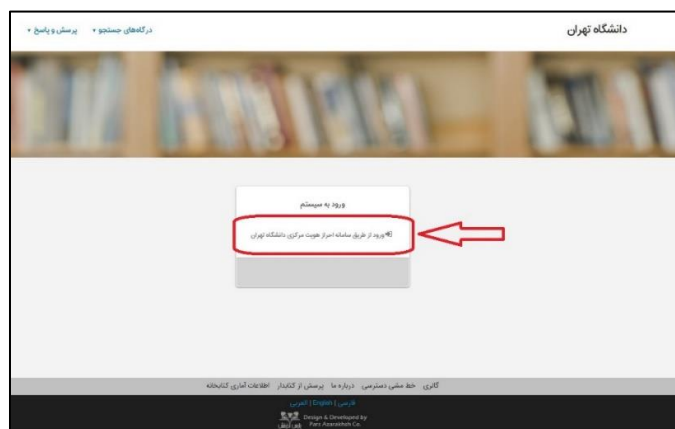 دانشگاه تهران
درگاه‌های جستجو پرسش و پاسخ
ورود به سیستم
ورود از طریق سامانه احراز هویت مرکزی دانشگاه تهران
گالری خط مشی دسترسی درباره ما پرسش از کتابدار اطلاعات آماری کتابخانه
فارسی | English | العربی
Design & Developed by
Pars Azarakhsh Co.